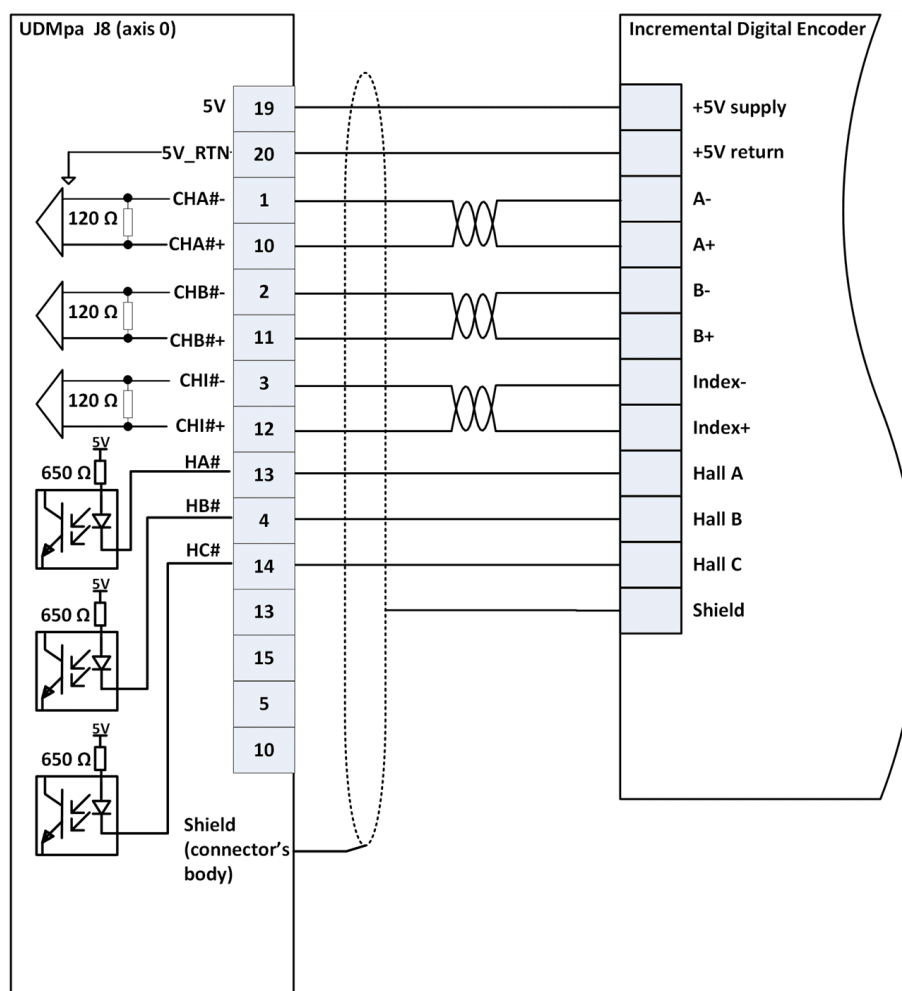 UDMpa J8 (axis 0)
Incremental Digital Encoder
5V 19 +5V supply
5V_RTN 20 +5V return
CHA#- 1 A-
120 Ω
CHA#+ 10 A+
CHB#- 2 B-
120 Ω
CHB#+ 11 B+
CHI#- 3 Index-
120 Ω
CHI#+ 12 Index+
5V
650 Ω
HA# 13 Hall A
HB# 4 Hall B
HC# 14 Hall C
5V
650 Ω
13 Shield
15
5
5V
650 Ω
10
Shield
(connector's
body)